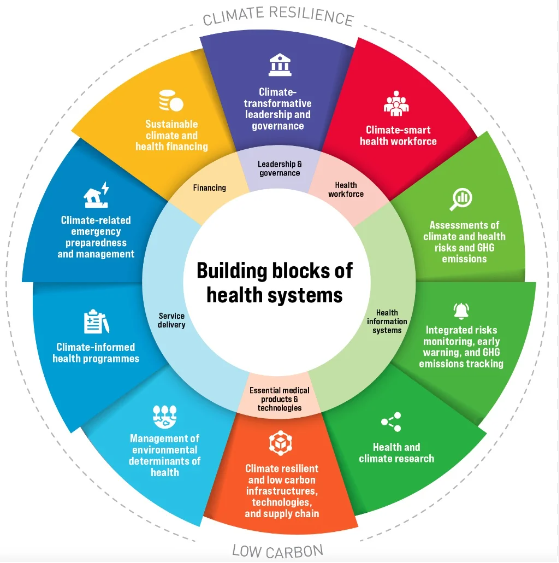 CLIMATE RESILIENCE
Climate-
transformative
leadership and
governance
Climate-smart
health workforce
Assessments of
climate and health
risks and GHG
emissions
Integrated risks
monitoring, early
warning, and GHG
emissions tracking
Health and
climate research
Climate resilient
and low carbon
infrastructures,
technologies,
and supply chain
Management of
environmental
determinants of
health
Climate-informed
health programmes
Climate-related
emergency
preparedness
and management
Sustainable
climate and
health financing
Leadership &
governance
Health
workforce
Health
information
systems
Essential medical
products &
technologies
Service
delivery
Financing
Building blocks of
health systems
LOW CARBON